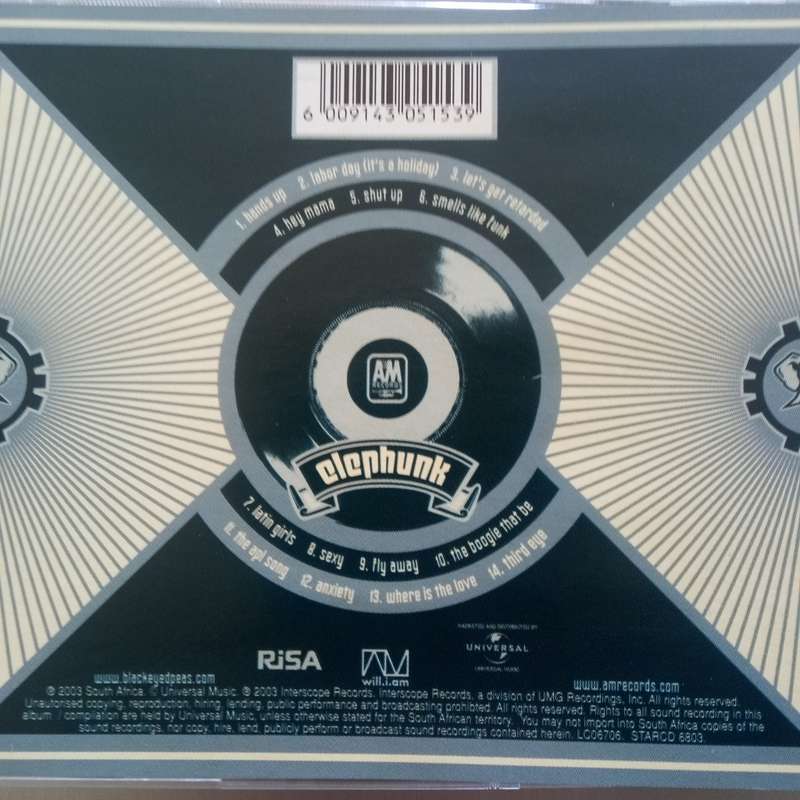 6 009143 051539
1. hands up 2. labor day (it's a holiday) 3. let's get retarded
4. hey mama 5. shut up 6. smells like funk
A&M
RECORDS
elephunk
7. latin girls 8. sexy 9. fly away 10. the boogie that be
11. the apl song 12. anxiety 13. where is the love 14. third eye
RiSA
will.i.am
MARKETED AND DISTRIBUTED BY
UNIVERSAL
UNIVERSAL MUSIC
www.blackeyedpeas.com
www.amrecords.com
℗ 2003 South Africa. © Universal Music. ℗ 2003 Interscope Records. Interscope Records, a division of UMG Recordings, Inc. All rights reserved.
Unautorised copying, reproduction, hiring, lending, public performance and broadcasting prohibited. All rights reserved. Rights to all sound recording in this
album / compilation are held by Universal Music, unless otherwise stated for the South African territory. You may not import into South Africa copies of the
sound recordings, nor copy, hire, lend, publicly perform or broadcast sound recordings contained herein. LC06706. STARCD 6803.